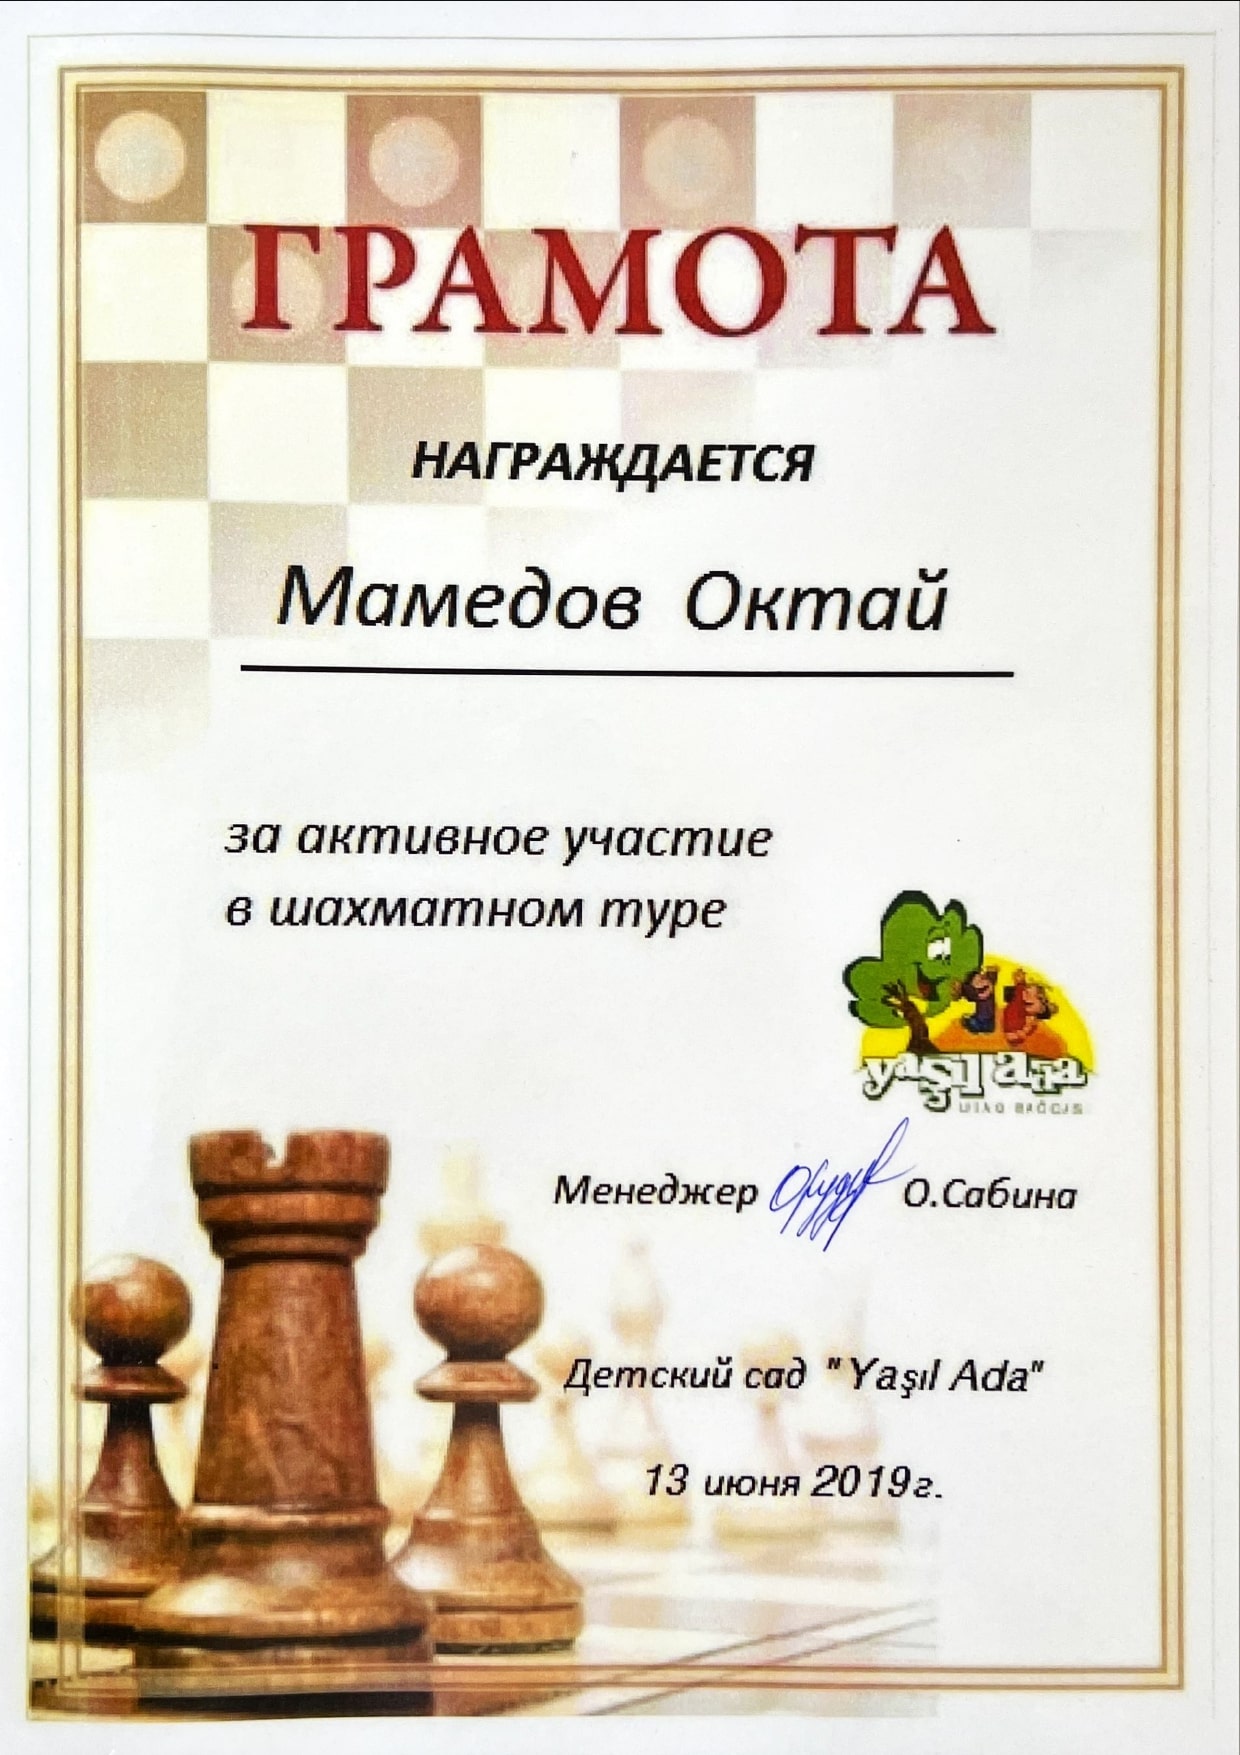 ГРАМОТА
НАГРАЖДАЕТСЯ
Мамедов Октай
за активное участие
в шахматном туре
yaşıl ada
Менеджер О.Сабина
Детский сад "Yaşıl Ada"
13 июня 2019г.